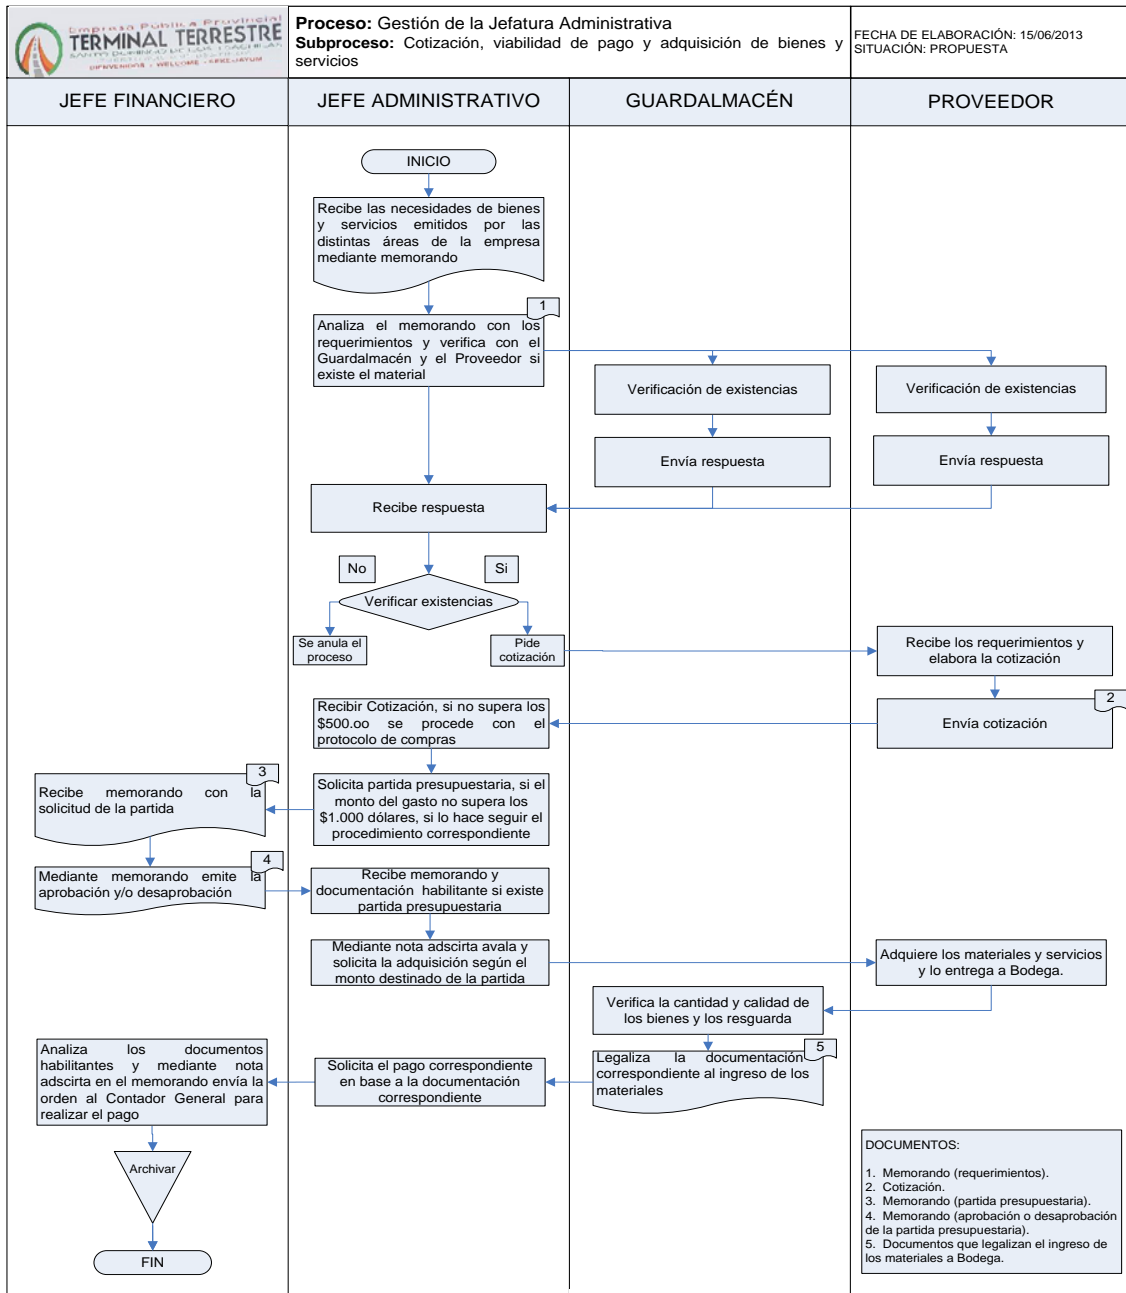 Empresa Pública Provincial
TERMINAL TERRESTRE
BIENVENIDOS - WELCOME -
Proceso: Gestión de la Jefatura Administrativa
Subproceso: Cotización, viabilidad de pago y adquisición de bienes y
servicios
FECHA DE ELABORACIÓN: 15/06/2013
SITUACIÓN: PROPUESTA
JEFE FINANCIERO
JEFE ADMINISTRATIVO
GUARDALMACÉN
PROVEEDOR
INICIO
Recibe las necesidades de bienes
y servicios emitidos por las
distintas áreas de la empresa
mediante memorando
1
Analiza el memorando con los
requerimientos y verifica con el
Guardalmacén y el Proveedor si
existe el material
Verificación de existencias
Verificación de existencias
Envía respuesta
Envía respuesta
Recibe respuesta
No
Si
Verificar existencias
Se anula el
proceso
Pide
cotización
Recibe los requerimientos y
elabora la cotización
2
Envía cotización
Recibir Cotización, si no supera los
$500.oo se procede con el
protocolo de compras
Solicita partida presupuestaria, si el
monto del gasto no supera los
$1.000 dólares, si lo hace seguir el
procedimiento correspondiente
3
Recibe memorando con la
solicitud de la partida
4
Mediante memorando emite la
aprobación y/o desaprobación
Recibe memorando y
documentación habilitante si existe
partida presupuestaria
Mediante nota adscirta avala y
solicita la adquisición según el
monto destinado de la partida
Adquiere los materiales y servicios
y lo entrega a Bodega.
Verifica la cantidad y calidad de
los bienes y los resguarda
5
Legaliza la documentación
correspondiente al ingreso de los
materiales
Solicita el pago correspondiente
en base a la documentación
correspondiente
Analiza los documentos
habilitantes y mediante nota
adscirta en el memorando envía la
orden al Contador General para
realizar el pago
Archivar
FIN
DOCUMENTOS:
1. Memorando (requerimientos).
2. Cotización.
3. Memorando (partida presupuestaria).
4. Memorando (aprobación o desaprobación
de la partida presupuestaria).
5. Documentos que legalizan el ingreso de
los materiales a Bodega.